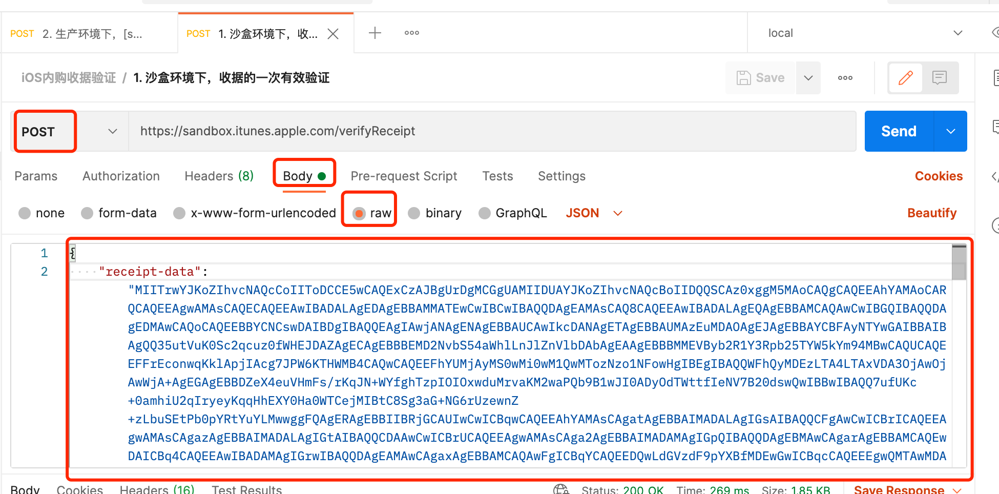 POST 2. 生产环境下，[s...
POST 1. 沙盒环境下，收...
local
iOS内购收据验证 / 1. 沙盒环境下，收据的一次有效验证
Save
POST https://sandbox.itunes.apple.com/verifyReceipt Send
Params Authorization Headers (8) Body Pre-request Script Tests Settings Cookies
none form-data x-www-form-urlencoded raw binary GraphQL JSON Beautify
1 {
2 "receipt-data":
"MIITrwYJKoZIhvcNAQcCoIIToDCCE5wCAQExCzAJBgUrDgMCGgUAMIIDUAYJKoZIhvcNAQcBoIIDQQSCAz0xggM5MAoCAQgCAQEEAhYAMAoCAR
QCAQEEAgwAMAsCAQECAQEEAwIBADALAgEDAgEBBAMMATEwCwIBCwIBAQQDAgEAMAsCAQ8CAQEEAwIBADALAgEQAgEBBAMCAQAwCwIBGQIBAQQDA
gEDMAwCAQoCAQEEBBYCNCswDAIBDgIBAQQEAgIAwjANAgENAgEBBAUCAwIkcDANAgETAgEBBAUMAzEuMDAOAgEJAgEBBAYCBFAyNTYwGAIBBAIB
AgQQ35utVuK0Sc2qcuz0fWHEJDAZAgECAgEBBBEMD2NvbS54aWhlLnJlZnVlbDAbAgEAAgEBBBMMEVByb2R1Y3Rpb25TYW5kYm94MBwCAQUCAQE
EFFrEconwqKklApjIAcg7JPW6KTHWMB4CAQwCAQEEFhYUMjAyMS0wMi0wM1QwMTozNzo1NFowHgIBEgIBAQQWFhQyMDEzLTA4LTAxVDA3OjAwOj
AwWjA+AgEGAgEBBDZeX4euVHmFs/rKqJN+WYfghTzpIOIOxwduMrvaKM2waPQb9B1wJI0ADyOdTWttfIeNV7B20dswQwIBBwIBAQQ7ufUKc
+0amhiU2qIryeyKqqHhEXY0Ha0WTCejMIBtC8Sg3aG+NG6rUzewnZ
+zLbuSEtPb0pYRtYuYLMwwggFQAgERAgEBBIIBRjGCAUIwCwICBqwCAQEEAhYAMAsCAgatAgEBBAIMADALAgIGsAIBAQQCFgAwCwICBrICAQEEA
gwAMAsCAgazAgEBBAIMADALAgIGtAIBAQQCDAAwCwICBrUCAQEEAgwAMAsCAga2AgEBBAIMADAMAgIGpQIBAQQDAgEBMAwCAgarAgEBBAMCAQEw
DAICBq4CAQEEAwIBADAMAgIGrwIBAQQDAgEAMAwCAgaxAgEBBAMCAQAwFgICBqYCAQEEDQwLdGVzdF9pYXBfMDEwGwICBqcCAQEEEgwQMTAwMDA
Body Cookies Headers (16) Test Results Status: 200 OK Time: 269 ms Size: 1.85 KB Save Response